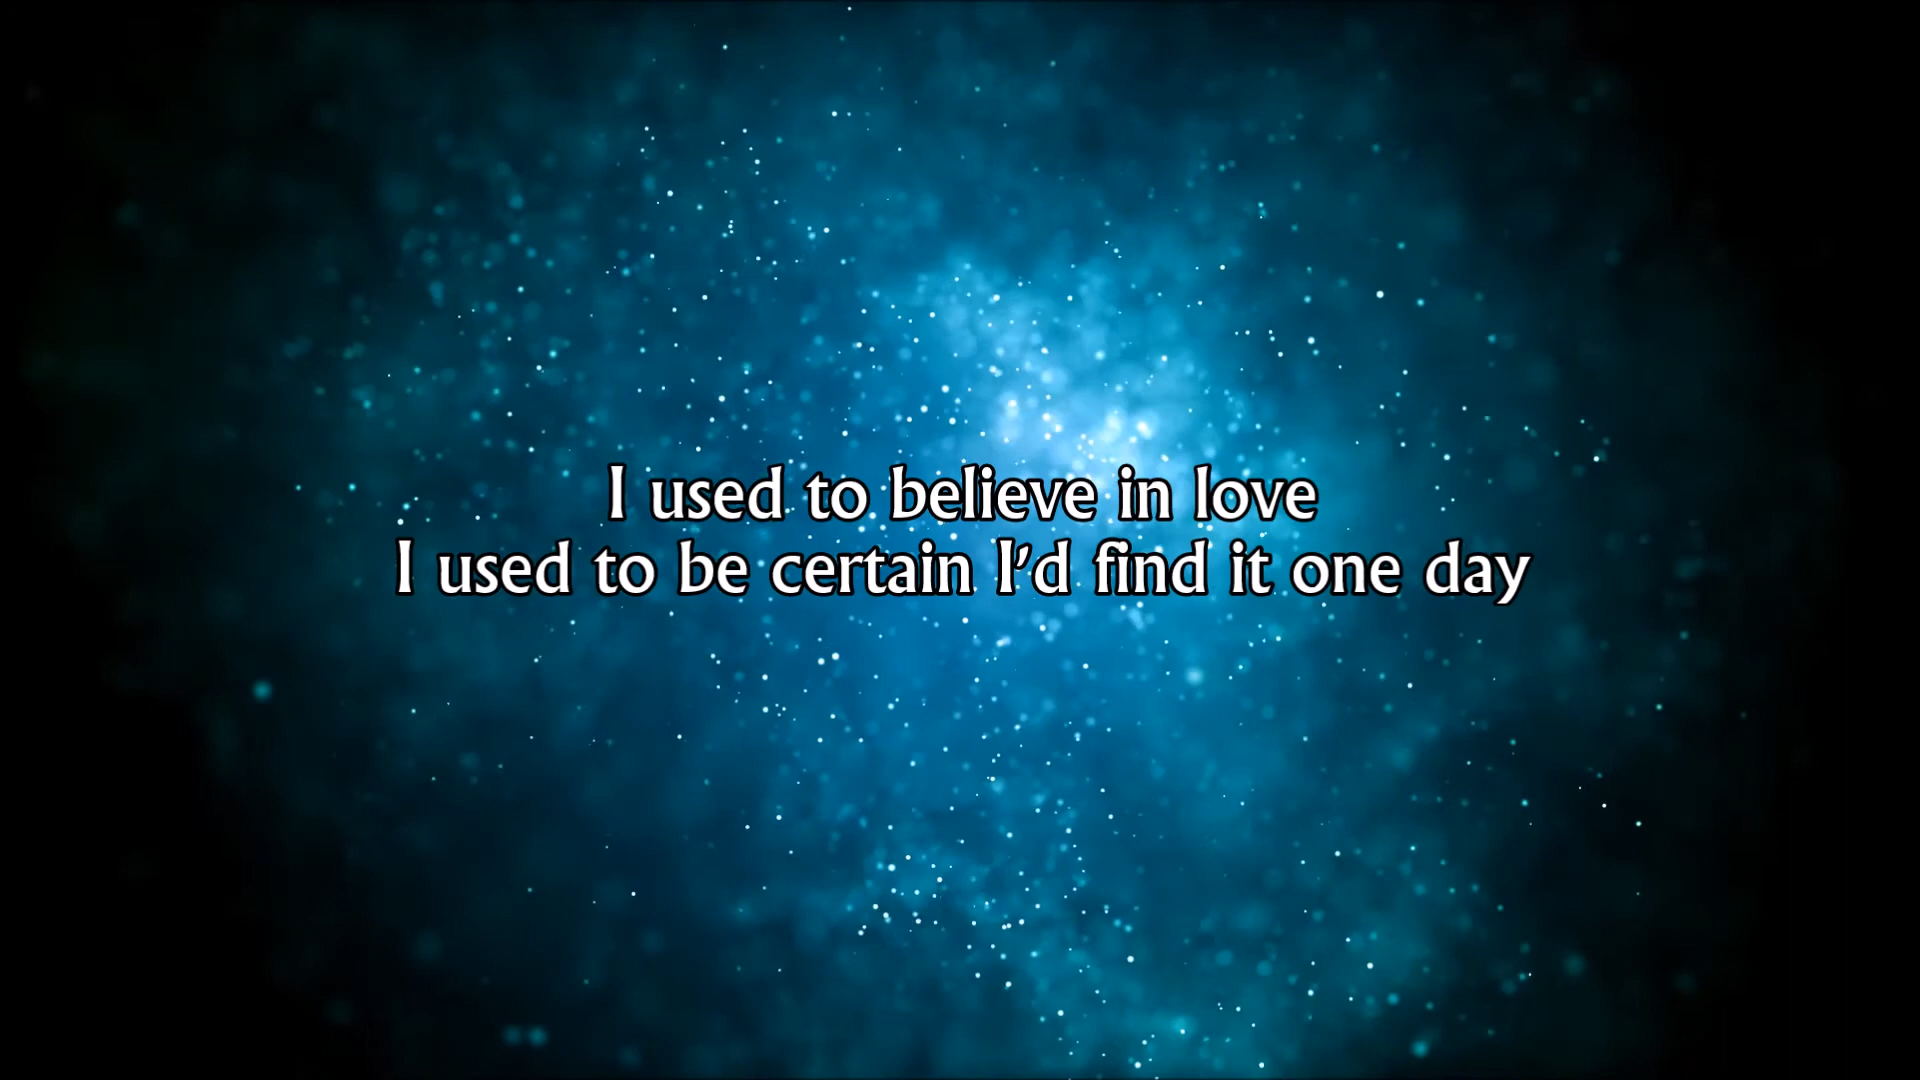 I used to believe in love
I used to be certain I’d find it one day